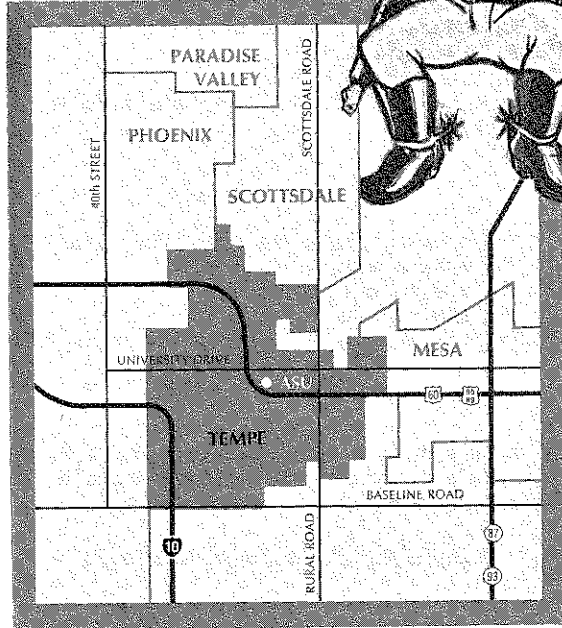 PARADISE
VALLEY
SCOTTSDALE ROAD
PHOENIX
40th STREET
SCOTTSDALE
UNIVERSITY DRIVE
MESA
ASU
60
TEMPE
BASELINE ROAD
10
RURAL ROAD
87
93